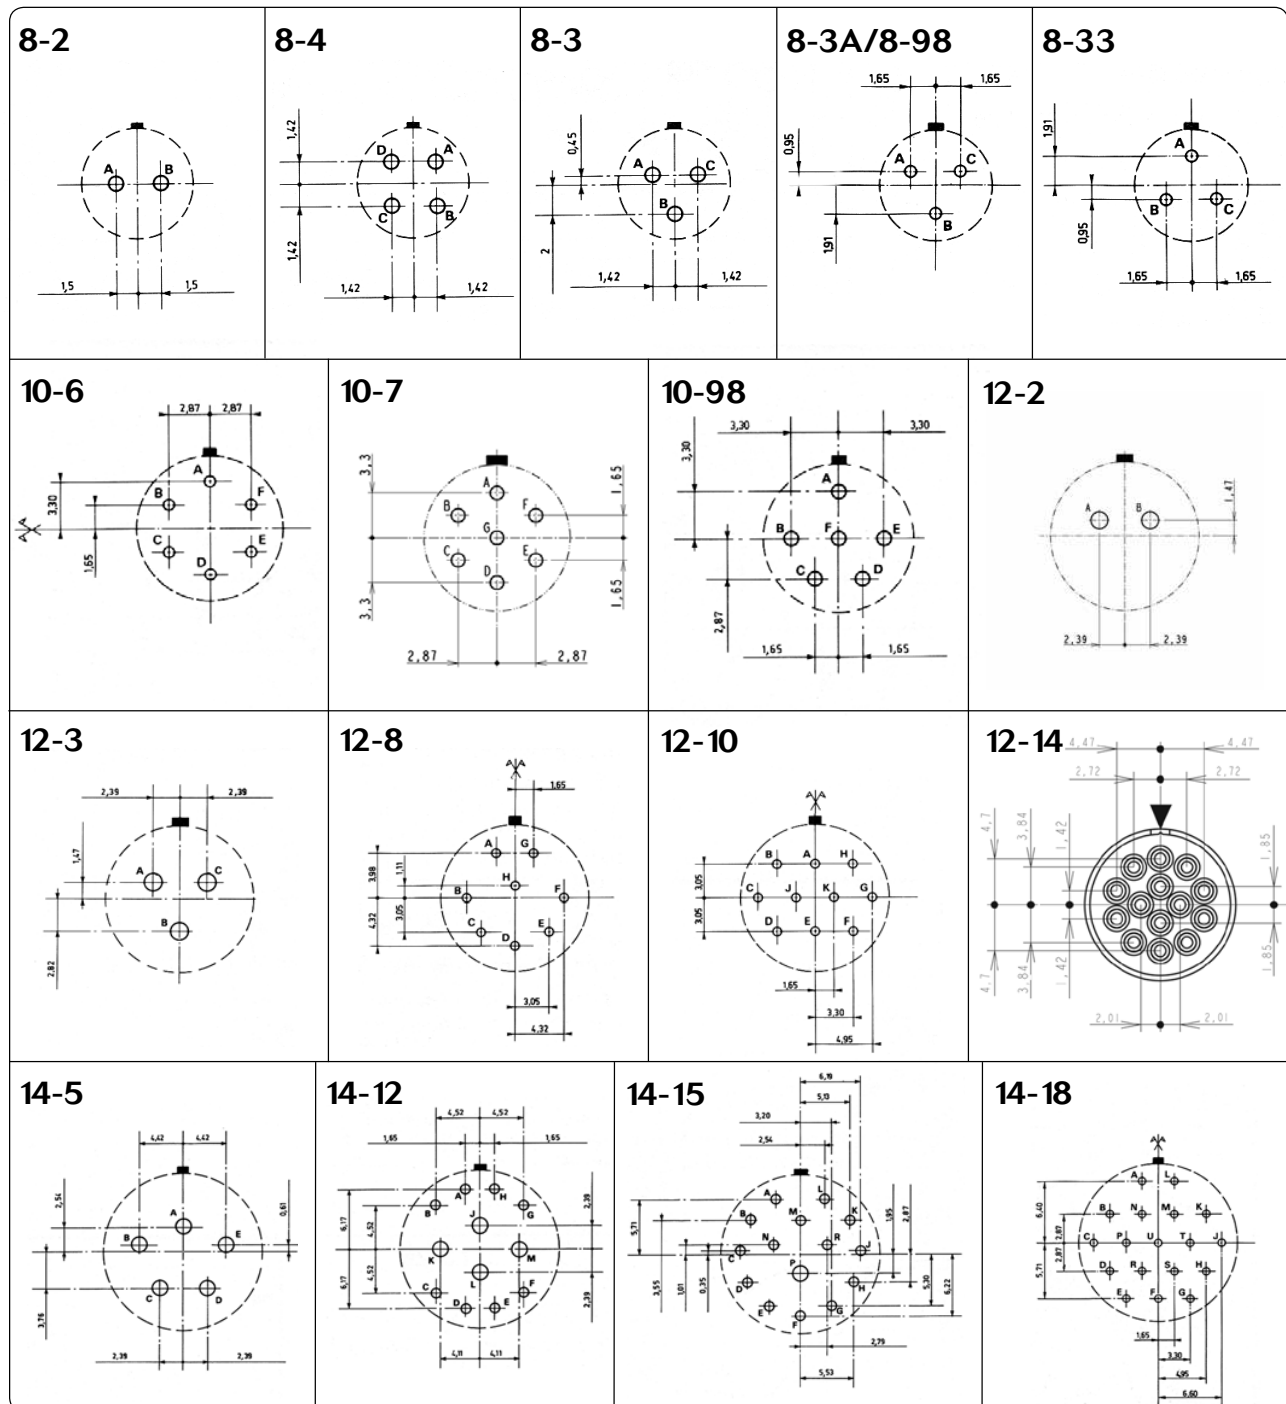 8-2
A B
1,5 1,5
8-4
1,42
D A
C B
1,42
1,42 1,42
8-3
0,45
A C
B
2
1,42 1,42
8-3A/8-98
1,65 1,65
0,95
A C
B
1,91
8-33
1,91
A
B C
0,95
1,65 1,65
10-6
2,87 2,87
A
B F
3,30
A
A
C E
1,65
D
10-7
3,3
A
B F
1,65
G
C E
D
1,65
3,3
2,87 2,87
10-98
3,30 3,30
3,30
A
B F E
C D
2,87
1,65 1,65
12-2
A B
1,47
2,39 2,39
12-3
2,39 2,39
1,47
A C
B
2,82
12-8
A A
1,65
A G
3,98
1,11
H
B F
3,05
4,32
C E
D
3,05
4,32
12-10
A A
B A H
3,05
C J K G
3,05
D E F
1,65
3,30
4,95
12-14
4,47 4,47
2,72 2,72
4,7
3,84
1,42
1,85
4,7
3,84
1,42
1,85
2,01 2,01
14-5
4,42 4,42
2,54
A
B E
0,61
C D
3,76
2,39 2,39
14-12
4,52 4,52
1,65 1,65
A H
B G
J
2,39
6,17
4,52
K M
L
4,52
6,17
C F
D E
2,39
4,11 4,11
14-15
6,19
5,13
3,20
2,54
A L
B M K
5,71
1,95
2,87
N R
C J
P
3,55
1,01
0,35
D H
E G
F
5,30
6,22
2,79
5,53
14-18
A A
A L
6,40
B N M K
2,87
C P U T J
2,87
5,71
D R S H
E F G
1,65
3,30
4,95
6,60